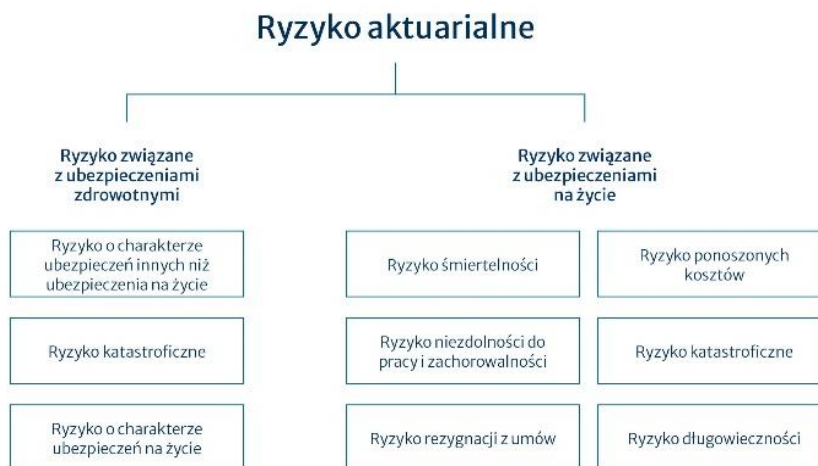 Ryzyko aktuarialne
Ryzyko związane
z ubezpieczeniami
zdrowotnymi
Ryzyko o charakterze
ubezpieczeń innych niż
ubezpieczenia na życie
Ryzyko katastroficzne
Ryzyko o charakterze
ubezpieczeń na życie
Ryzyko związane
z ubezpieczeniami
na życie
Ryzyko śmiertelności
Ryzyko ponoszonych
kosztów
Ryzyko niezdolności do
pracy i zachorowalności
Ryzyko katastroficzne
Ryzyko rezygnacji z umów
Ryzyko długowieczności